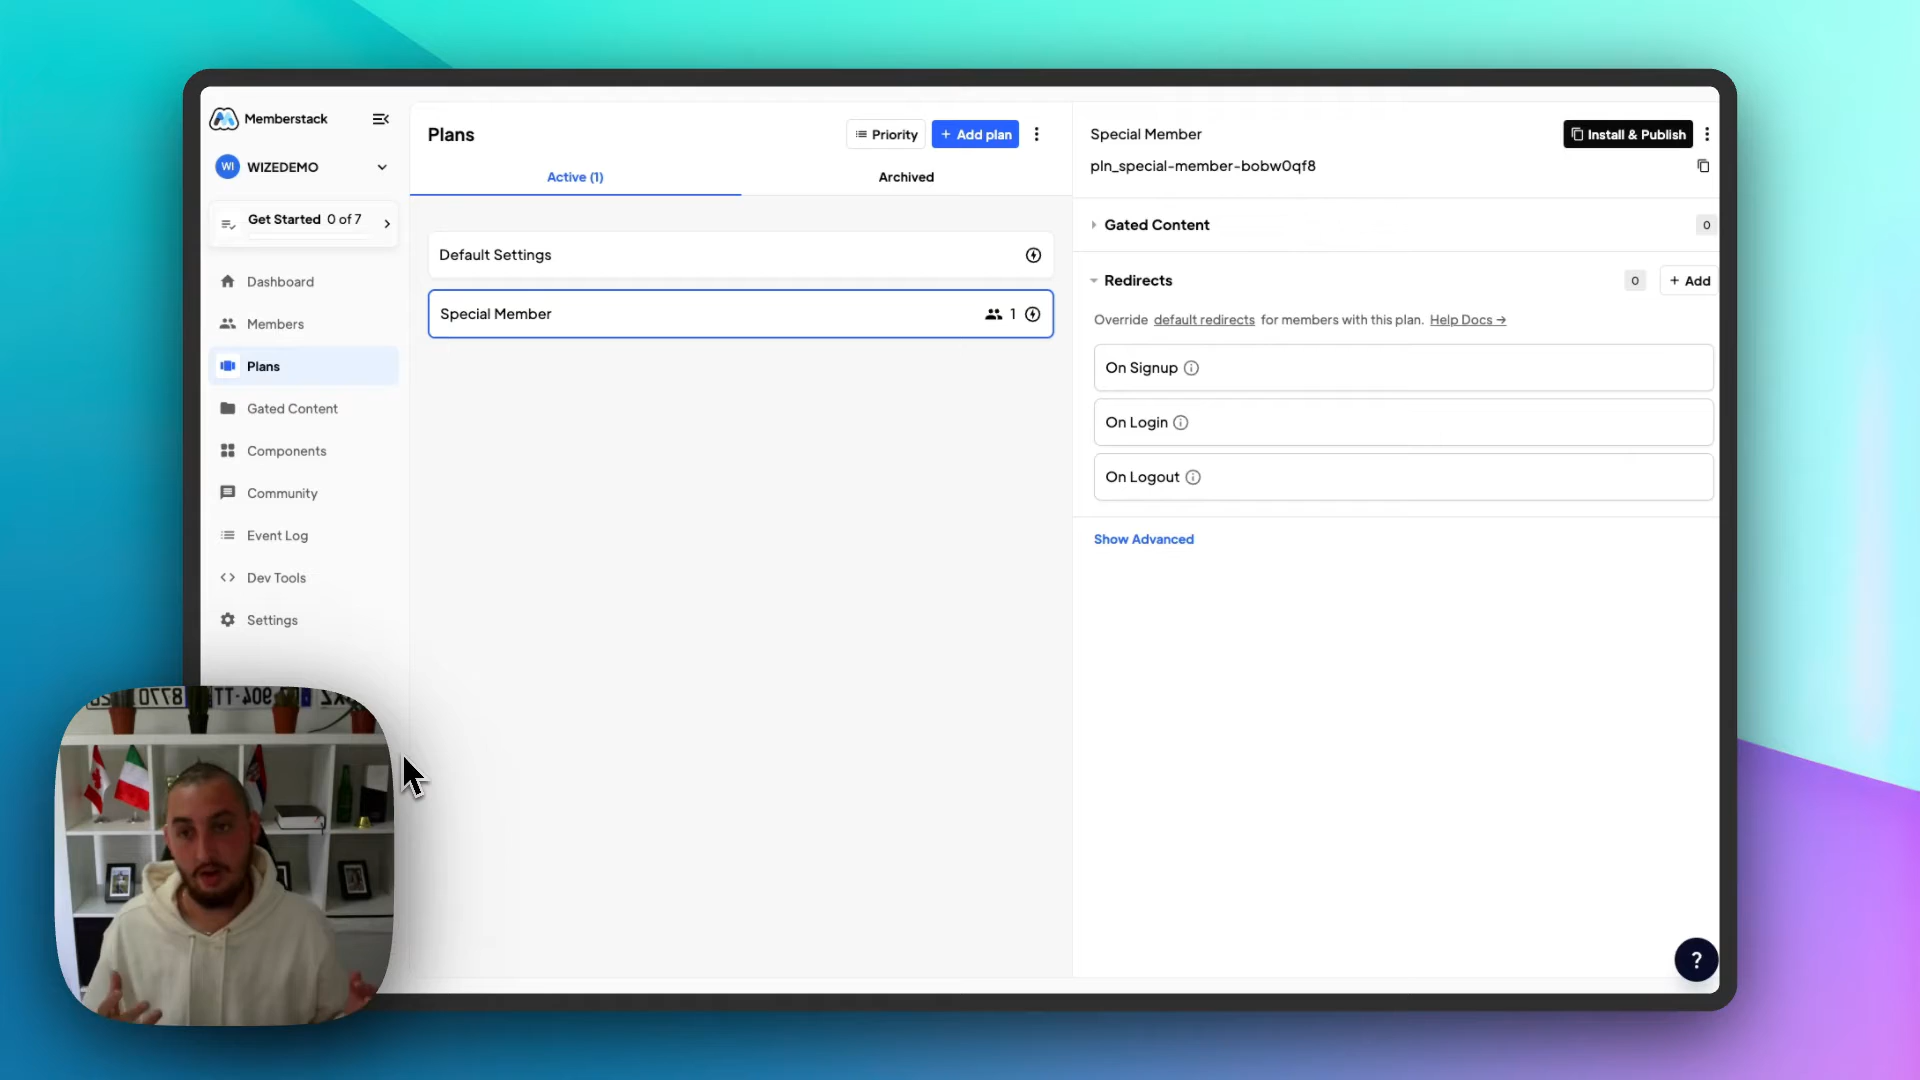 Memberstack
WI WIZEDEMO
Get Started 0 of 7
Dashboard
Members
Plans
Gated Content
Components
Community
Event Log
Dev Tools
Settings
Plans
Priority
+ Add plan
Active (1)
Archived
Default Settings
Special Member 1
Special Member
Install & Publish
pln_special-member-bobw0qf8
Gated Content 0
Redirects 0 + Add
Override default redirects for members with this plan. Help Docs →
On Signup
On Login
On Logout
Show Advanced
?